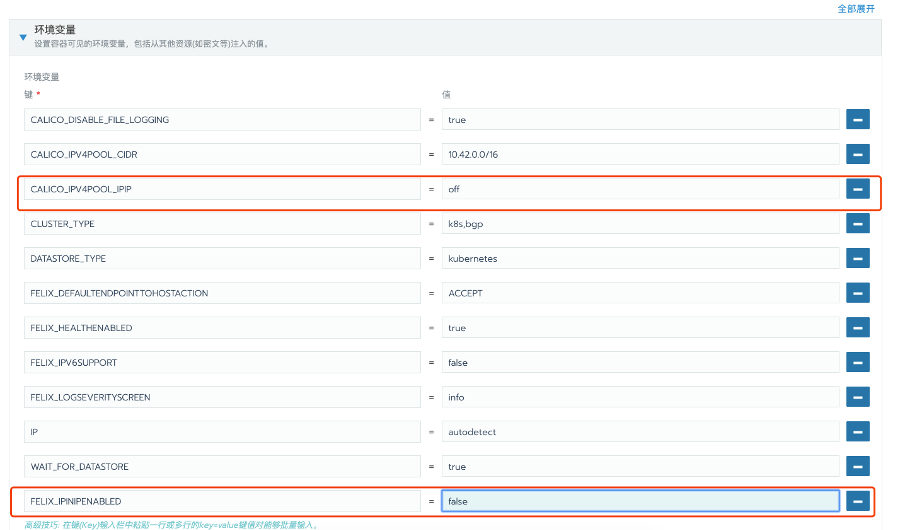 全部展开
环境变量
设置容器可见的环境变量，包括从其他资源(如密文等)注入的值。
环境变量
键 * 值
CALICO_DISABLE_FILE_LOGGING = true
CALICO_IPV4POOL_CIDR = 10.42.0.0/16
CALICO_IPV4POOL_IPIP = off
CLUSTER_TYPE = k8s,bgp
DATASTORE_TYPE = kubernetes
FELIX_DEFAULTENDPOINTTOHOSTACTION = ACCEPT
FELIX_HEALTHENABLED = true
FELIX_IPV6SUPPORT = false
FELIX_LOGSEVERITYSCREEN = info
IP = autodetect
WAIT_FOR_DATASTORE = true
FELIX_IPINIPENABLED = false
高级技巧: 在键(Key)输入栏中粘贴一行或多行的key=value键值对能够批量输入。